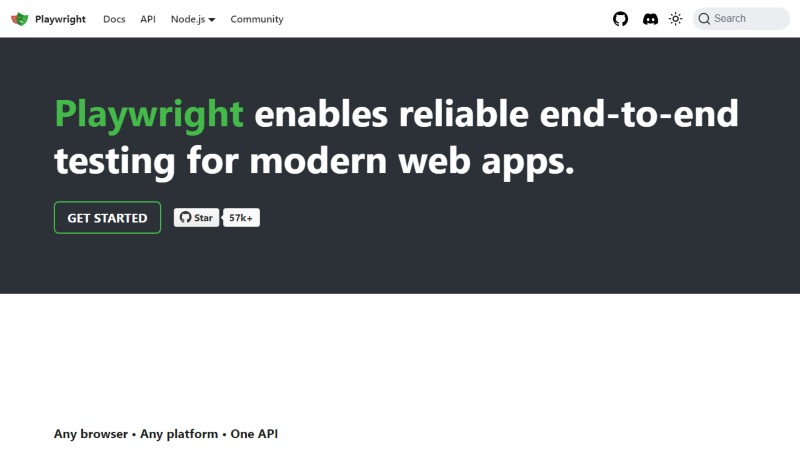 Playwright Docs API Node.js Community Search
Playwright enables reliable end-to-end
testing for modern web apps.
GET STARTED Star 57k+
Any browser • Any platform • One API